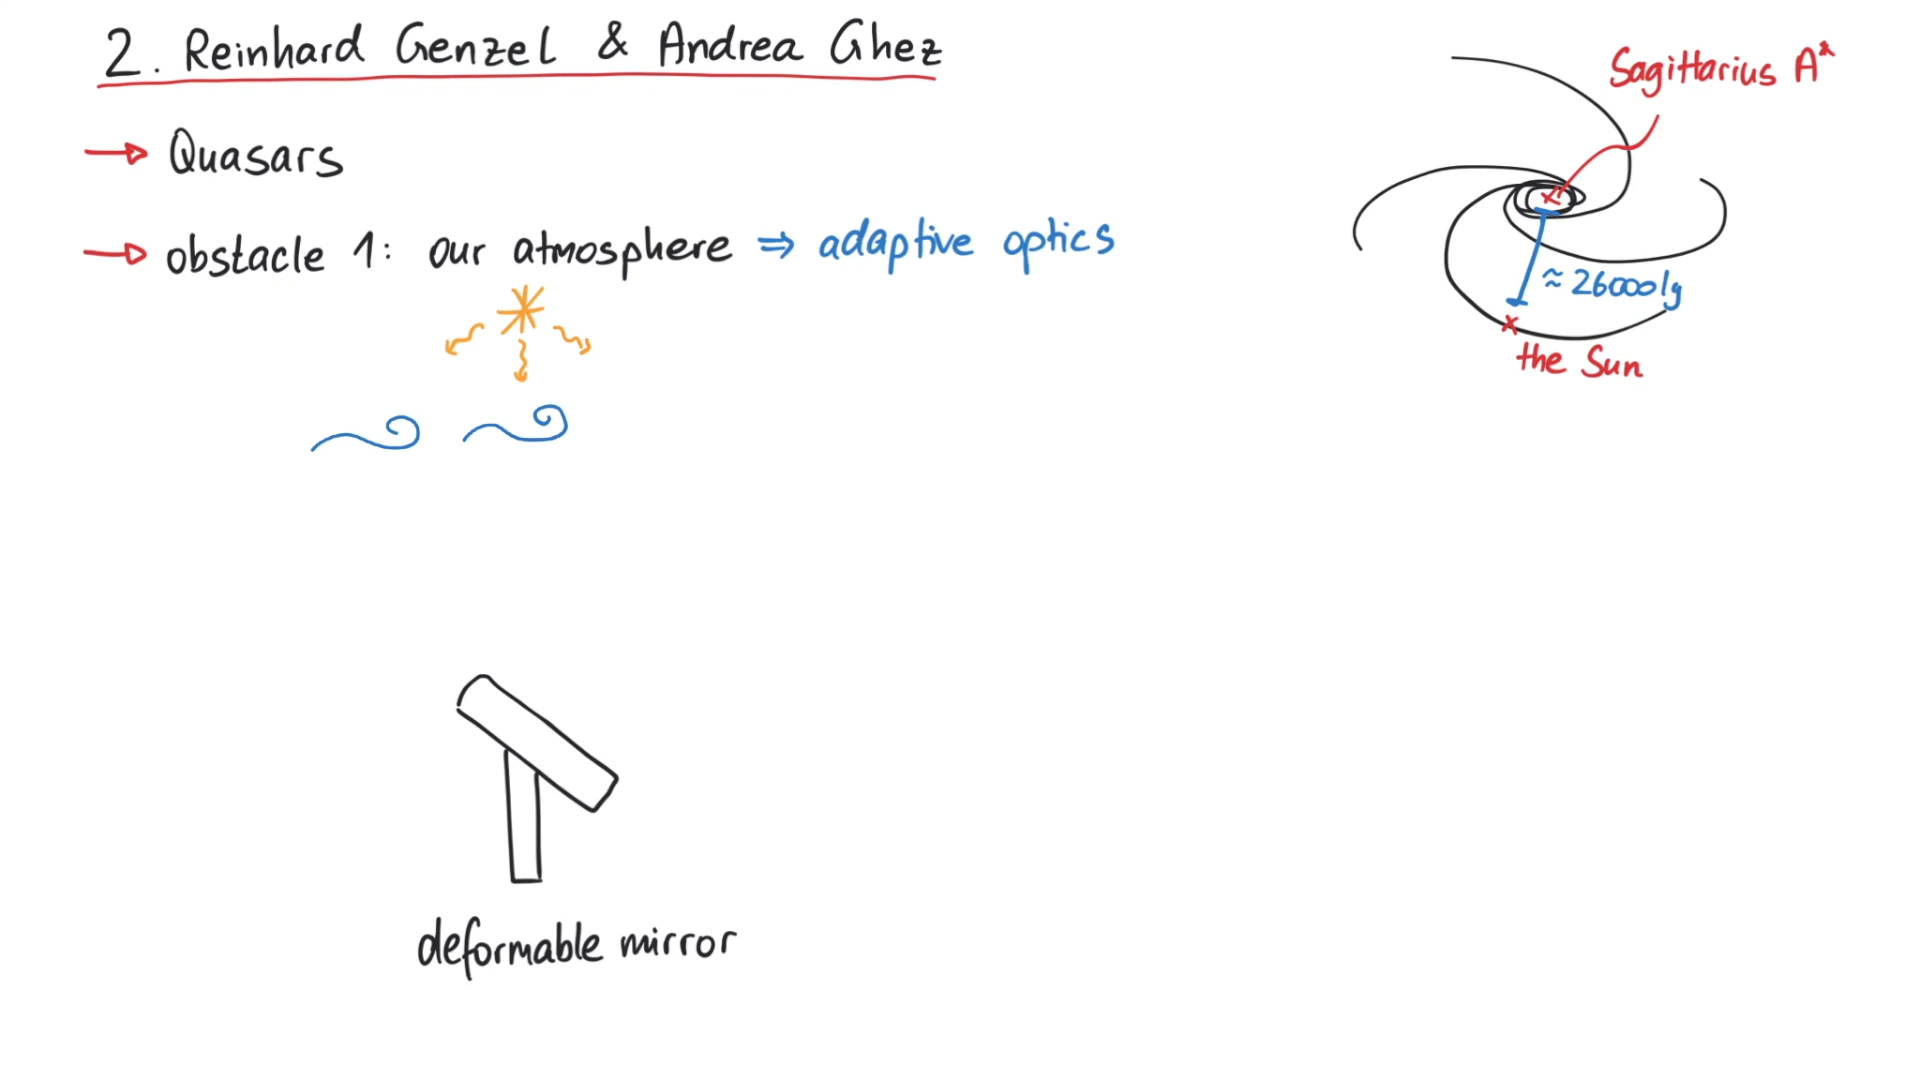 2. Reinhard Genzel & Andrea Ghez
→ Quasars
→ obstacle 1: our atmosphere ⇒ adaptive optics
Sagittarius A*
≈ 26000 ly
the Sun
deformable mirror